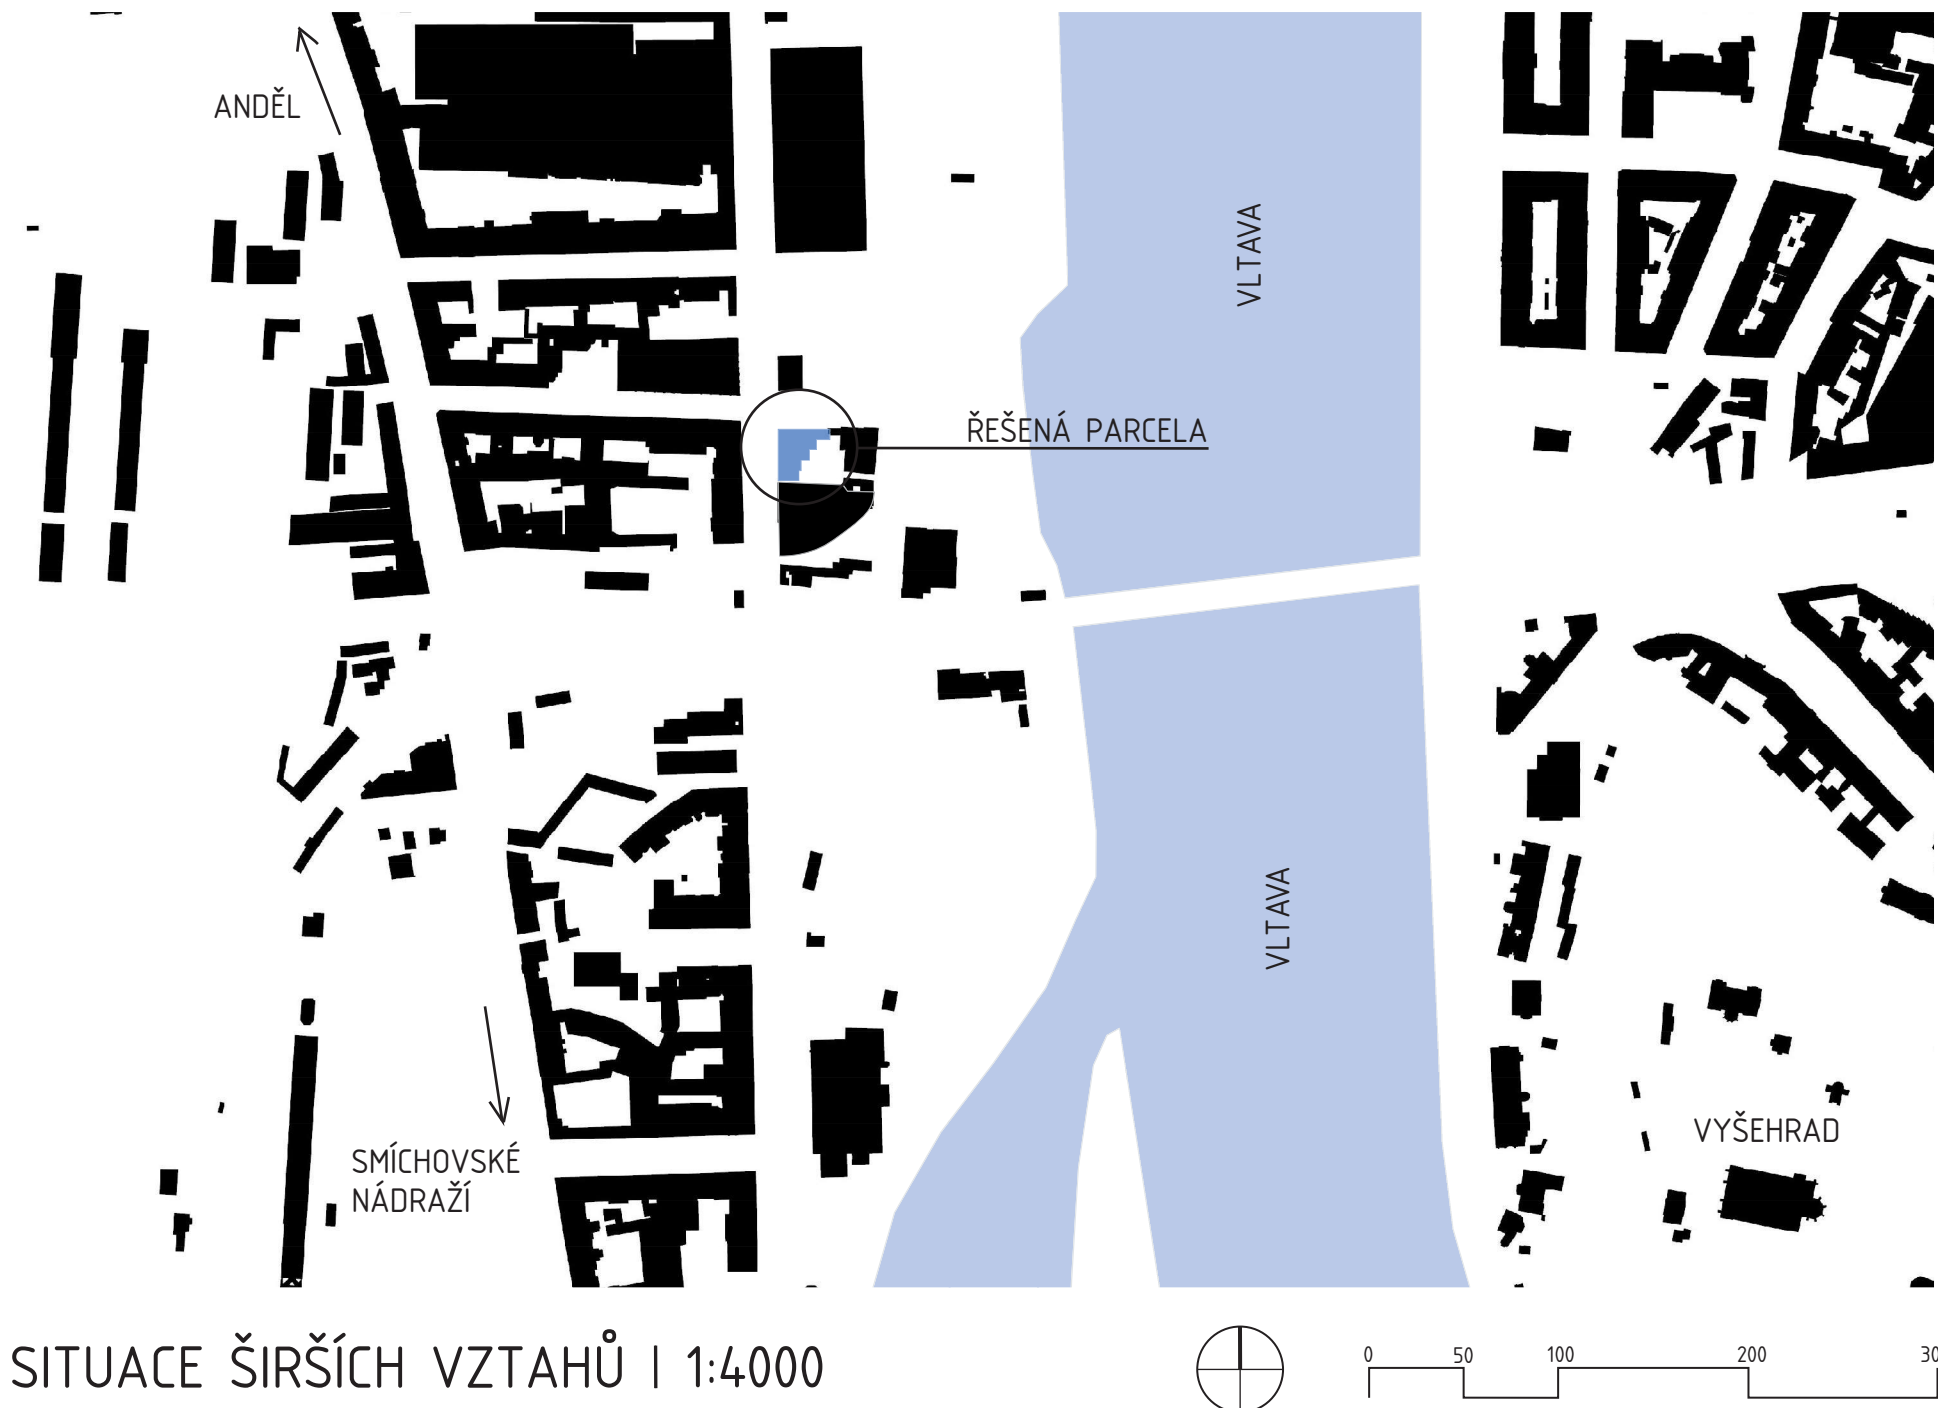 ANDĚL
VLTAVA
ŘEŠENÁ PARCELA
VLTAVA
VYŠEHRAD
SMÍCHOVSKÉ
NÁDRAŽÍ
SITUACE ŠIRŠÍCH VZTAHŮ | 1:4000
0 50 100 200